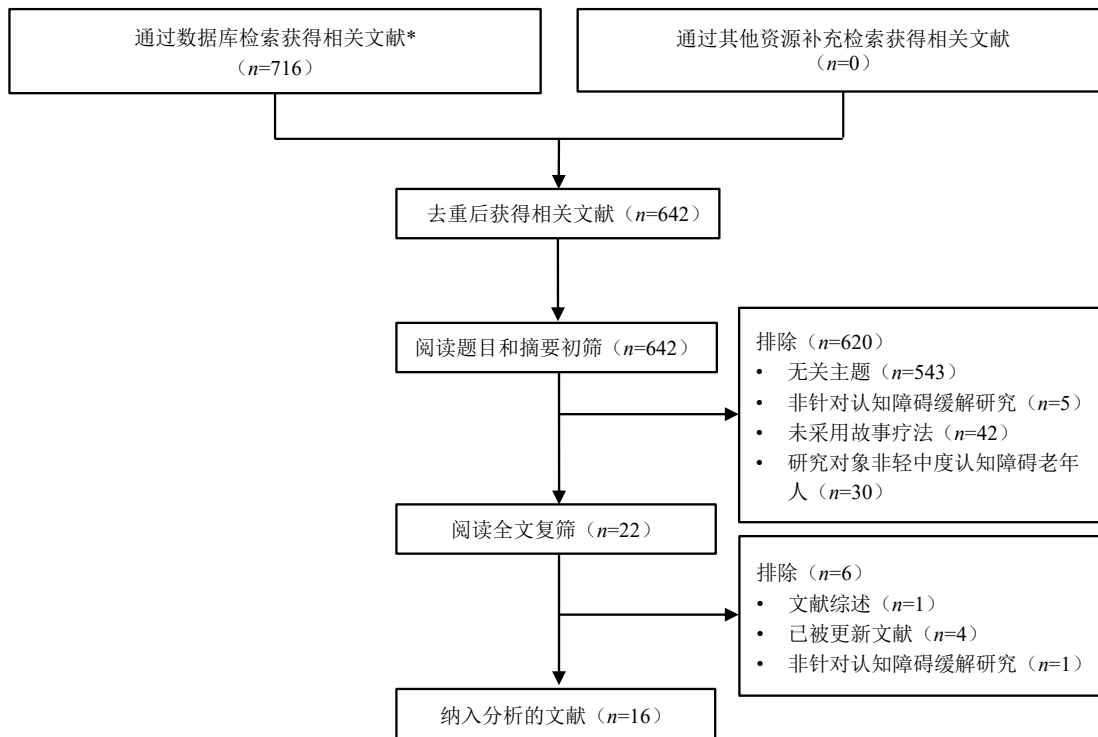 通过数据库检索获得相关文献*
（n=716）
通过其他资源补充检索获得相关文献
（n=0）
去重后获得相关文献（n=642）
阅读题目和摘要初筛（n=642）
排除（n=620）
• 无关主题（n=543）
• 非针对认知障碍缓解研究（n=5）
• 未采用故事疗法（n=42）
• 研究对象非轻中度认知障碍老年
人（n=30）
阅读全文复筛（n=22）
排除（n=6）
• 文献综述（n=1）
• 已被更新文献（n=4）
• 非针对认知障碍缓解研究（n=1）
纳入分析的文献（n=16）